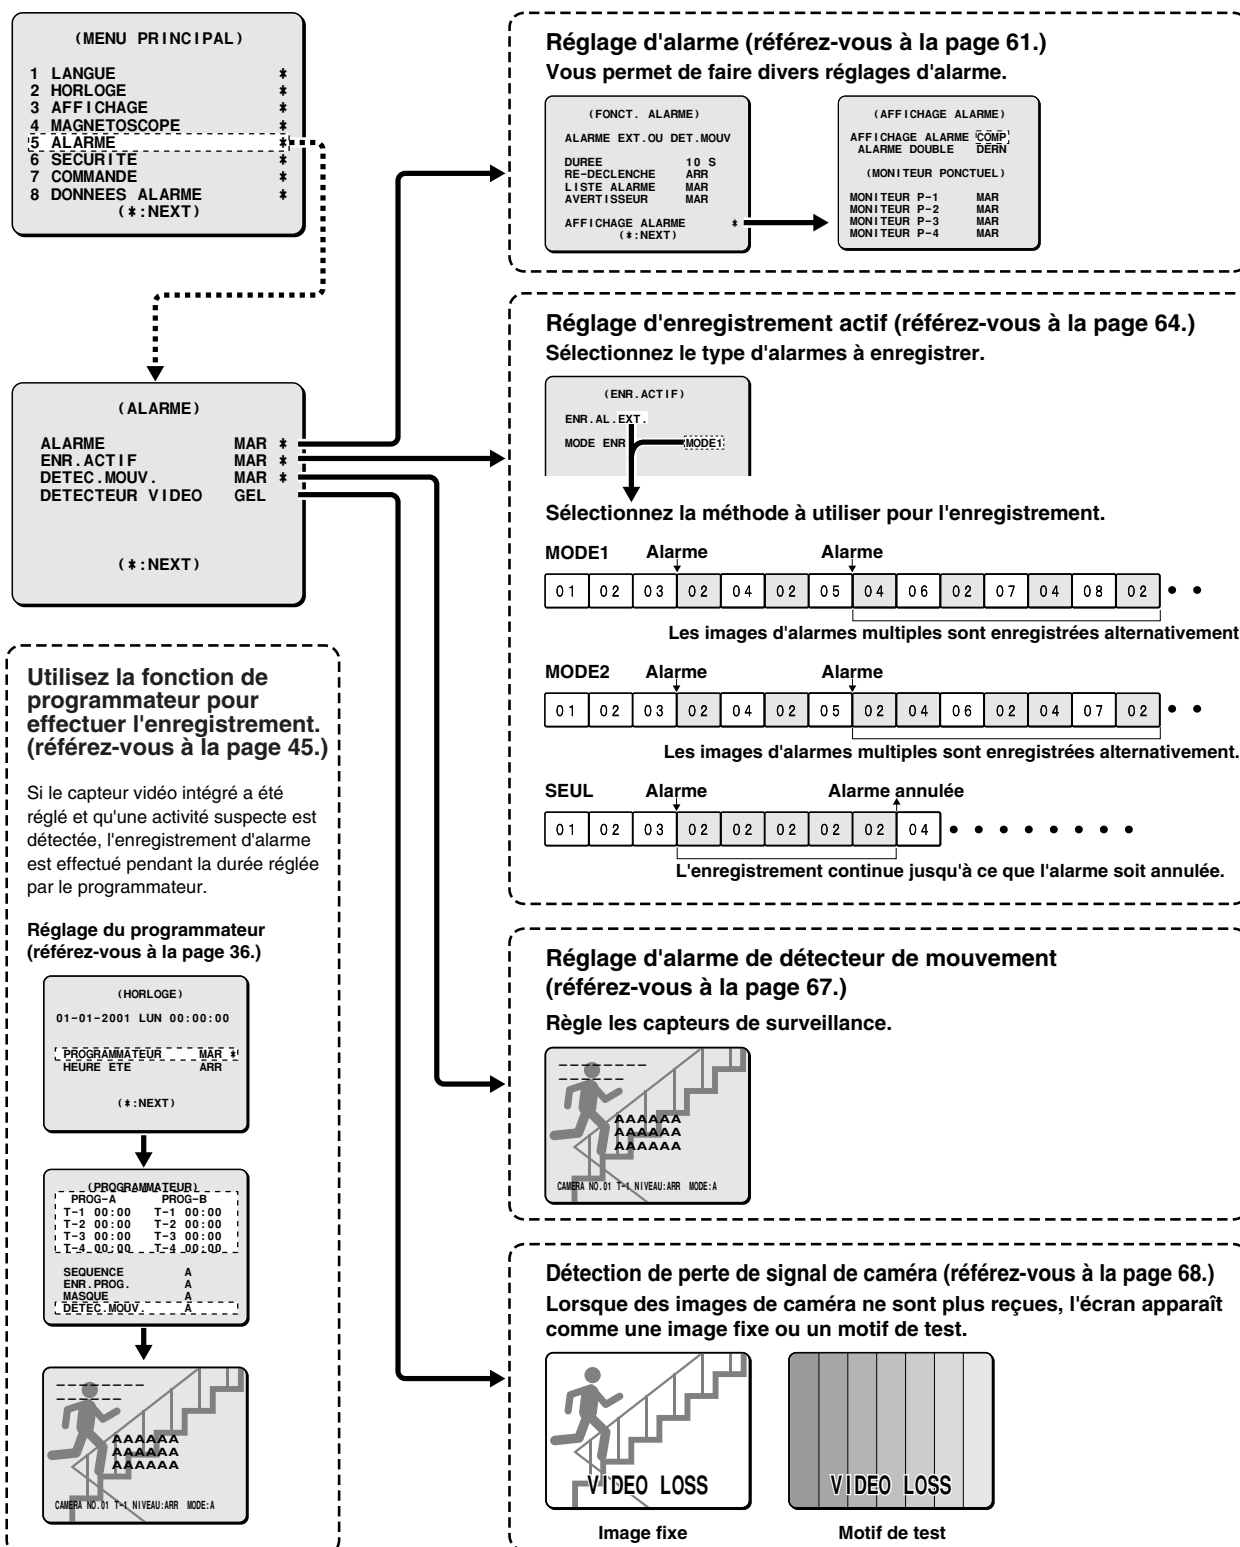 (MENU PRINCIPAL)
1 LANGUE *
2 HORLOGE *
3 AFFICHAGE *
4 MAGNETOSCOPE *
5 ALARME *
6 SECURITE *
7 COMMANDE *
8 DONNEES ALARME *
(*:NEXT)
(ALARME)
ALARME MAR *
ENR.ACTIF MAR *
DETEC.MOUV. MAR *
DETECTEUR VIDEO GEL
(*:NEXT)
Utilisez la fonction de
programmateur pour
effectuer l'enregistrement.
(référez-vous à la page 45.)
Si le capteur vidéo intégré a été
réglé et qu'une activité suspecte est
détectée, l'enregistrement d'alarme
est effectué pendant la durée réglée
par le programmateur.
Réglage du programmateur
(référez-vous à la page 36.)
(HORLOGE)
01-01-2001 LUN 00:00:00
PROGRAMMATEUR MAR *
HEURE ETE ARR
(*:NEXT)
(PROGRAMMATEUR)
PROG-A PROG-B
T-1 00:00 T-1 00:00
T-2 00:00 T-2 00:00
T-3 00:00 T-3 00:00
T-4 00:00 T-4 00:00
SEQUENCE A
ENR.PROG. A
MASQUE A
DETEC.MOUV. A
AAAAAA
AAAAAA
AAAAAA
CAMERA NO.01 T-1 NIVEAU:ARR MODE:A
Réglage d'alarme (référez-vous à la page 61.)
Vous permet de faire divers réglages d'alarme.
(FONCT. ALARME)
ALARME EXT.OU DET.MOUV
DUREE 10 S
RE-DECLENCHE ARR
LISTE ALARME MAR
AVERTISSEUR MAR
AFFICHAGE ALARME *
(*:NEXT)
(AFFICHAGE ALARME)
AFFICHAGE ALARME COMP
ALARME DOUBLE DERN
(MONITEUR PONCTUEL)
MONITEUR P-1 MAR
MONITEUR P-2 MAR
MONITEUR P-3 MAR
MONITEUR P-4 MAR
Réglage d'enregistrement actif (référez-vous à la page 64.)
Sélectionnez le type d'alarmes à enregistrer.
(ENR.ACTIF)
ENR.AL.EXT.
MODE ENR MODE1
Sélectionnez la méthode à utiliser pour l'enregistrement.
MODE1 Alarme Alarme
01 02 03 02 04 02 05 04 06 02 07 04 08 02 • •
Les images d'alarmes multiples sont enregistrées alternativement
MODE2 Alarme Alarme
01 02 03 02 04 02 05 02 04 06 02 04 07 02 • •
Les images d'alarmes multiples sont enregistrées alternativement.
SEUL Alarme Alarme annulée
01 02 03 02 02 02 02 02 04 • • • • • • • •
L'enregistrement continue jusqu'à ce que l'alarme soit annulée.
Réglage d'alarme de détecteur de mouvement
(référez-vous à la page 67.)
Règle les capteurs de surveillance.
AAAAAA
AAAAAA
AAAAAA
CAMERA NO.01 T-1 NIVEAU:ARR MODE:A
Détection de perte de signal de caméra (référez-vous à la page 68.)
Lorsque des images de caméra ne sont plus reçues, l'écran apparaît
comme une image fixe ou un motif de test.
VIDEO LOSS
Image fixe
VIDEO LOSS
Motif de test